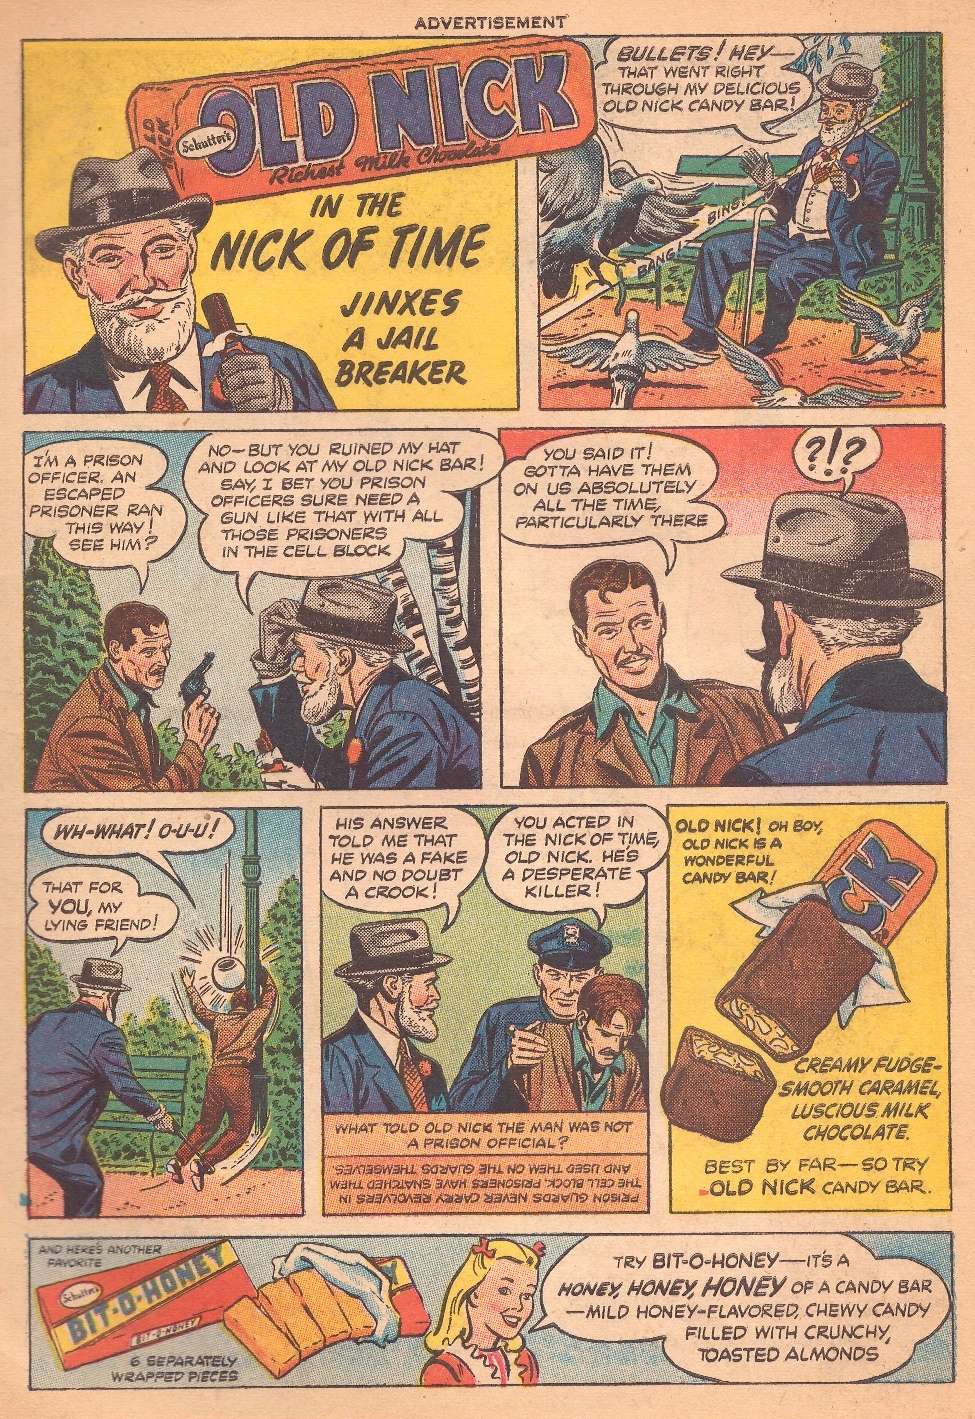 ADVERTISEMENT
OLD NICK
Schutter's
OLD NICK
Richest Milk Chocolate
IN THE
NICK OF TIME
JINXES
A JAIL
BREAKER
BULLETS! HEY—
THAT WENT RIGHT
THROUGH MY DELICIOUS
OLD NICK CANDY BAR!
BING!
BANG!
I'M A PRISON
OFFICER. AN
ESCAPED
PRISONER RAN
THIS WAY!
SEE HIM?
NO—BUT YOU RUINED MY HAT
AND LOOK AT MY OLD NICK BAR!
SAY, I BET YOU PRISON
OFFICERS SURE NEED A
GUN LIKE THAT WITH ALL
THOSE PRISONERS
IN THE CELL BLOCK
YOU SAID IT!
GOTTA HAVE THEM
ON US ABSOLUTELY
ALL THE TIME,
PARTICULARLY THERE
?!?
WH-WHAT! O-U-U!
THAT FOR
YOU, MY
LYING FRIEND!
HIS ANSWER
TOLD ME THAT
HE WAS A FAKE
AND NO DOUBT
A CROOK!
YOU ACTED IN
THE NICK OF TIME,
OLD NICK. HE'S
A DESPERATE
KILLER!
WHAT TOLD OLD NICK THE MAN WAS NOT
A PRISON OFFICIAL?
PRISON GUARDS NEVER CARRY REVOLVERS IN
THE CELL BLOCK. PRISONERS HAVE SNATCHED THEM
AND USED THEM ON THE GUARDS THEMSELVES.
OLD NICK! OH BOY,
OLD NICK IS A
WONDERFUL
CANDY BAR!
CK
CREAMY FUDGE-
SMOOTH CARAMEL,
LUSCIOUS MILK
CHOCOLATE.
BEST BY FAR—SO TRY
OLD NICK CANDY BAR.
AND HERE'S ANOTHER
FAVORITE
Schutter's
BIT-O-HONEY
BIT-O-HONEY
6 SEPARATELY
WRAPPED PIECES
TRY BIT-O-HONEY—IT'S A
HONEY, HONEY, HONEY OF A CANDY BAR
—MILD HONEY-FLAVORED, CHEWY CANDY
FILLED WITH CRUNCHY,
TOASTED ALMONDS